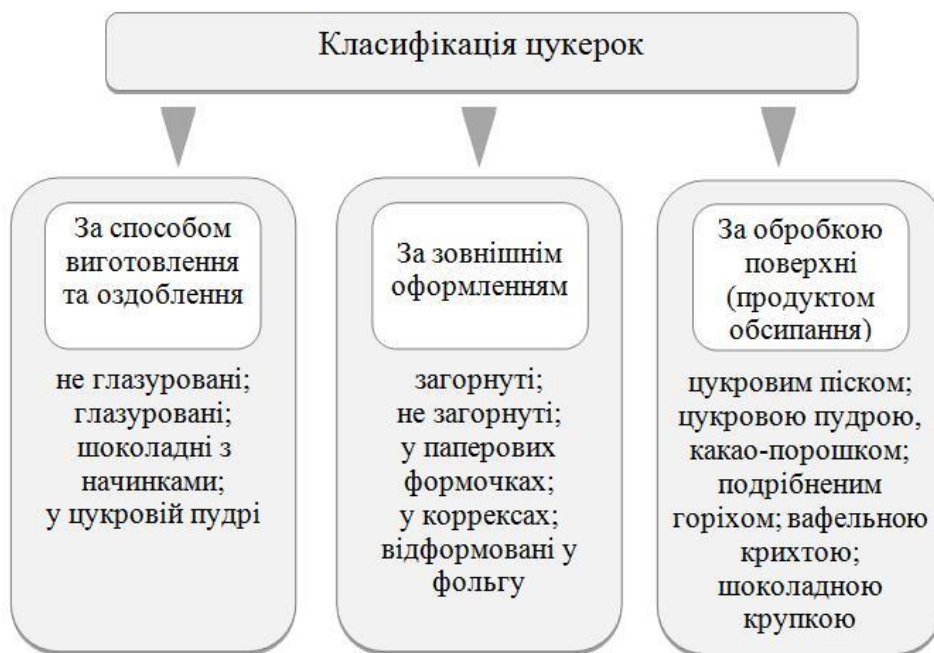 Класифікація цукерок
За способом
виготовлення
та оздоблення
не глазуровані;
глазуровані;
шоколадні з
начинками;
у цукровій пудрі
За зовнішнім
оформленням
загорнуті;
не загорнуті;
у паперових
формочках;
у коррексах;
відформовані у
фольгу
За обробкою
поверхні
(продуктом
обсипання)
цукровим піском;
цукровою пудрою,
какао-порошком;
подрібненим
горіхом; вафельною
крихтою;
шоколадною
крупкою